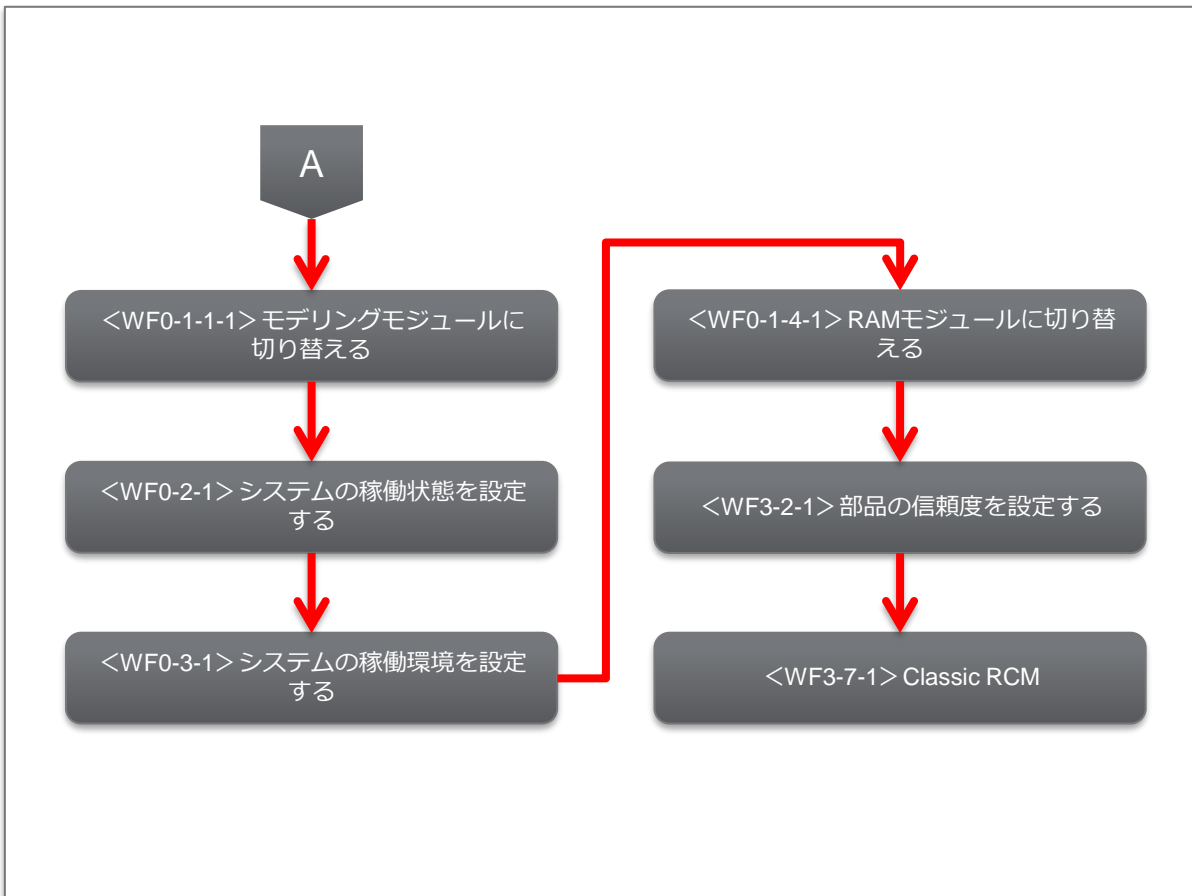 A
＜WF0-1-1-1＞モデリングモジュールに
切り替える
＜WF0-2-1＞システムの稼働状態を設定
する
＜WF0-3-1＞システムの稼働環境を設定
する
＜WF0-1-4-1＞RAMモジュールに切り替
える
＜WF3-2-1＞部品の信頼度を設定する
＜WF3-7-1＞Classic RCM